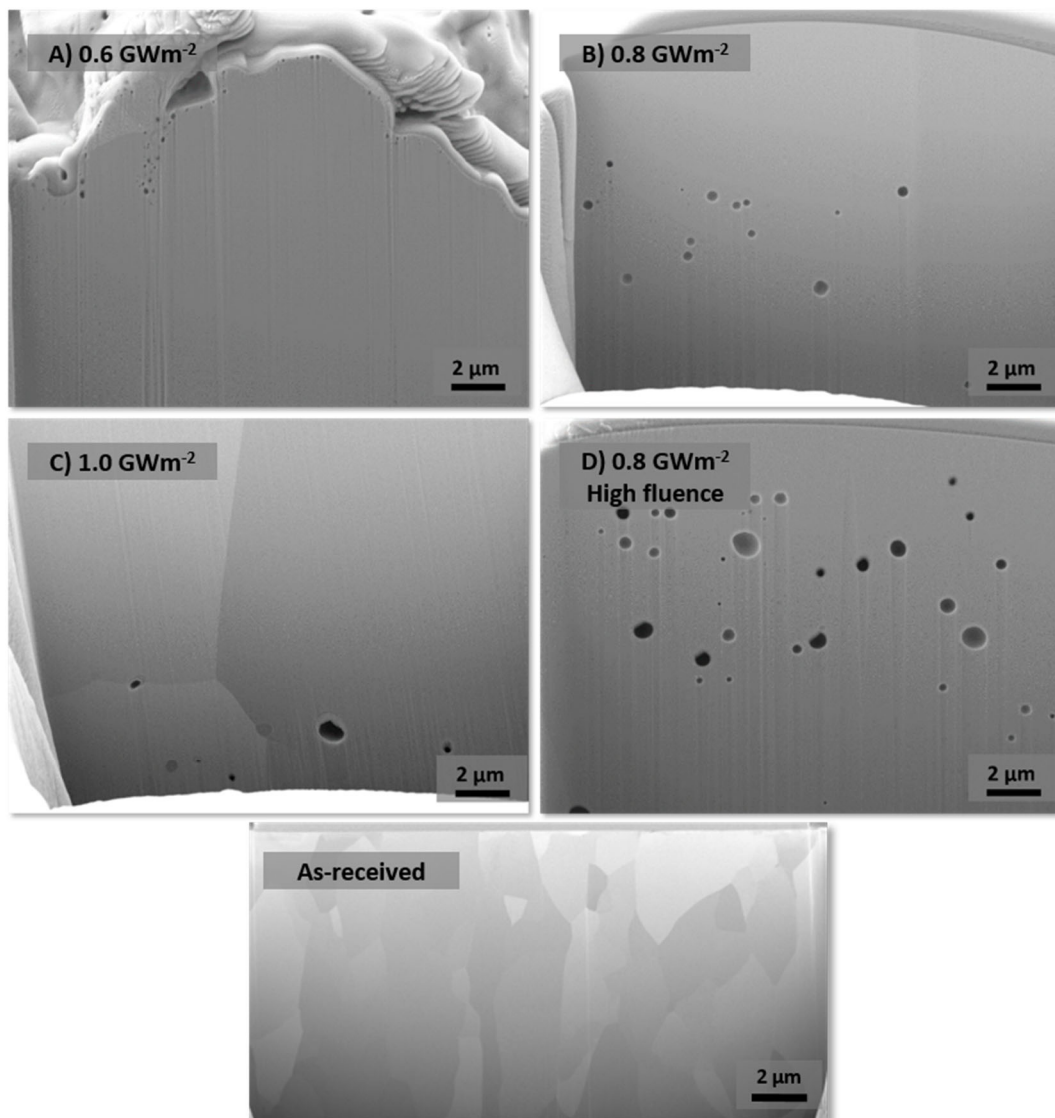 A) 0.6 GWm⁻²
2 µm
B) 0.8 GWm⁻²
2 µm
C) 1.0 GWm⁻²
2 µm
D) 0.8 GWm⁻²
High fluence
2 µm
As-received
2 µm